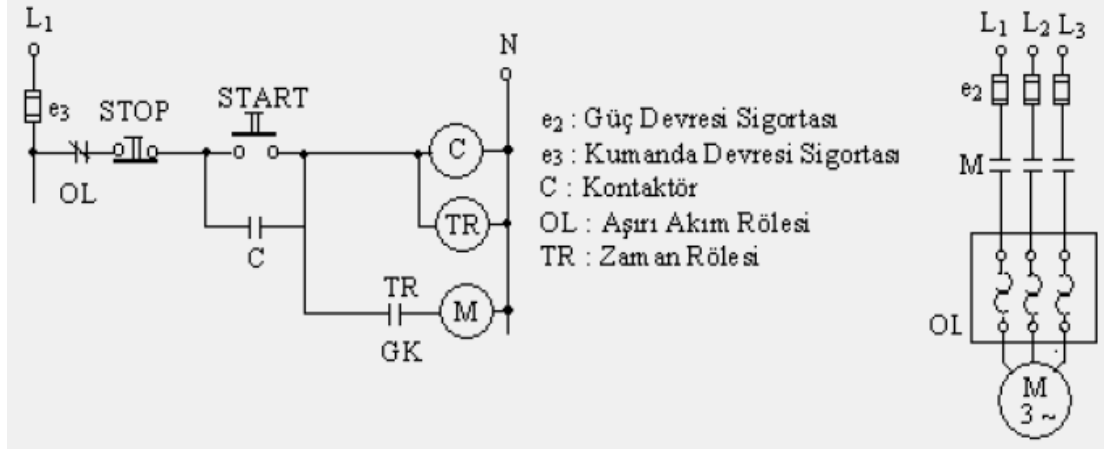 L1
e3
STOP
START
N
OL
C
C
TR
TR
GK
M
e2 : Güç Devresi Sigortası
e3 : Kumanda Devresi Sigortası
C : Kontaktör
OL : Aşırı Akım Rölesi
TR : Zaman Rölesi
L1 L2 L3
e2
M
OL
M
3 ~